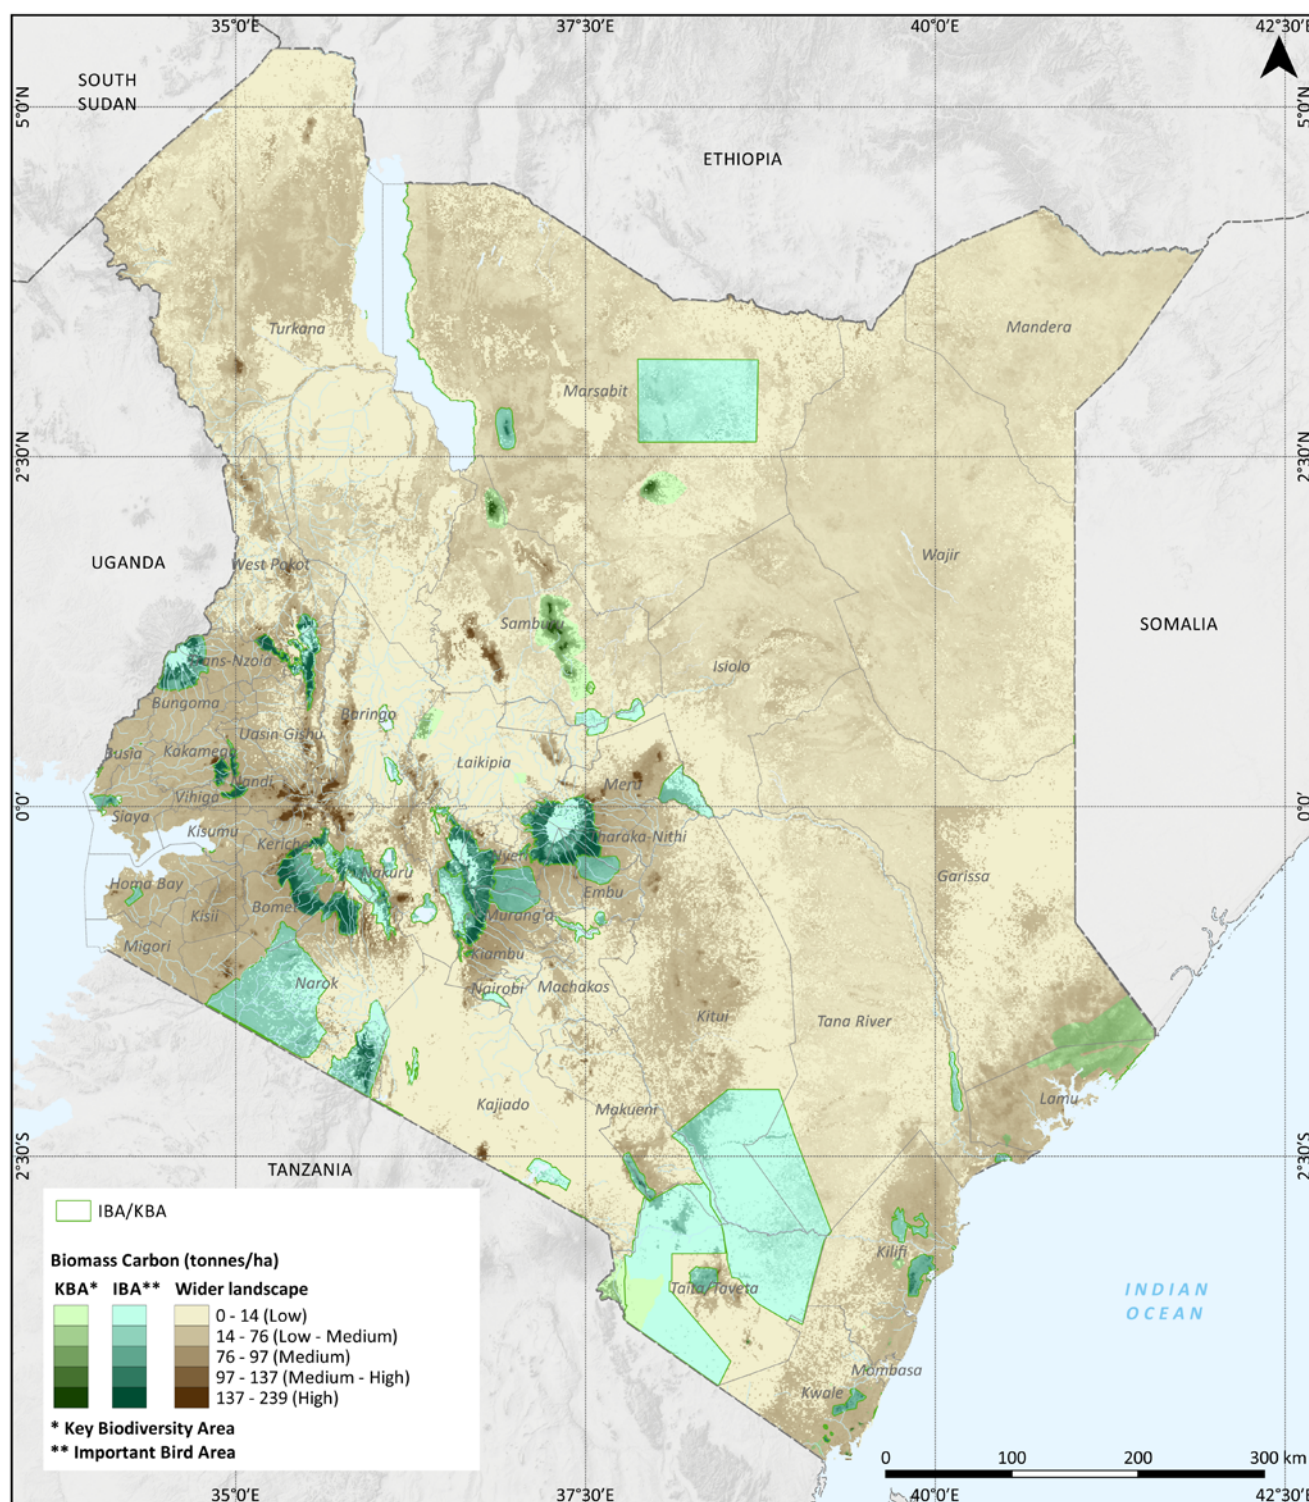 35°0'E 37°30'E 40°0'E 42°30'E
SOUTH
SUDAN
5°0'N 5°0'N
ETHIOPIA
Turkana
Mandera
Marsabit
2°30'N 2°30'N
UGANDA
West Pokot
Wajir
Samburu
SOMALIA
Trans-Nzoia
Isiolo
Bungoma
Baringo
Uasin Gishu
Busia
Kakamega
Laikipia
Nandi
Meru
Vihiga
0°0' 0°0'
Siaya
Kisumu
Tharaka-Nithi
Kericho
Nyeri
Nakuru
Garissa
Homa Bay
Embu
Bomet
Kisii
Murang'a
Migori
Kiambu
Narok
Nairobi
Machakos
Kitui
Tana River
Kajiado
Makueni
Lamu
2°30'S 2°30'S
TANZANIA
Kilifi
Taita/Taveta
INDIAN
OCEAN
Mombasa
Kwale
IBA/KBA
Biomass Carbon (tonnes/ha)
KBA* IBA** Wider landscape
0 - 14 (Low)
14 - 76 (Low - Medium)
76 - 97 (Medium)
97 - 137 (Medium - High)
137 - 239 (High)
* Key Biodiversity Area
** Important Bird Area
0 100 200 300 km
35°0'E 37°30'E 40°0'E 42°30'E